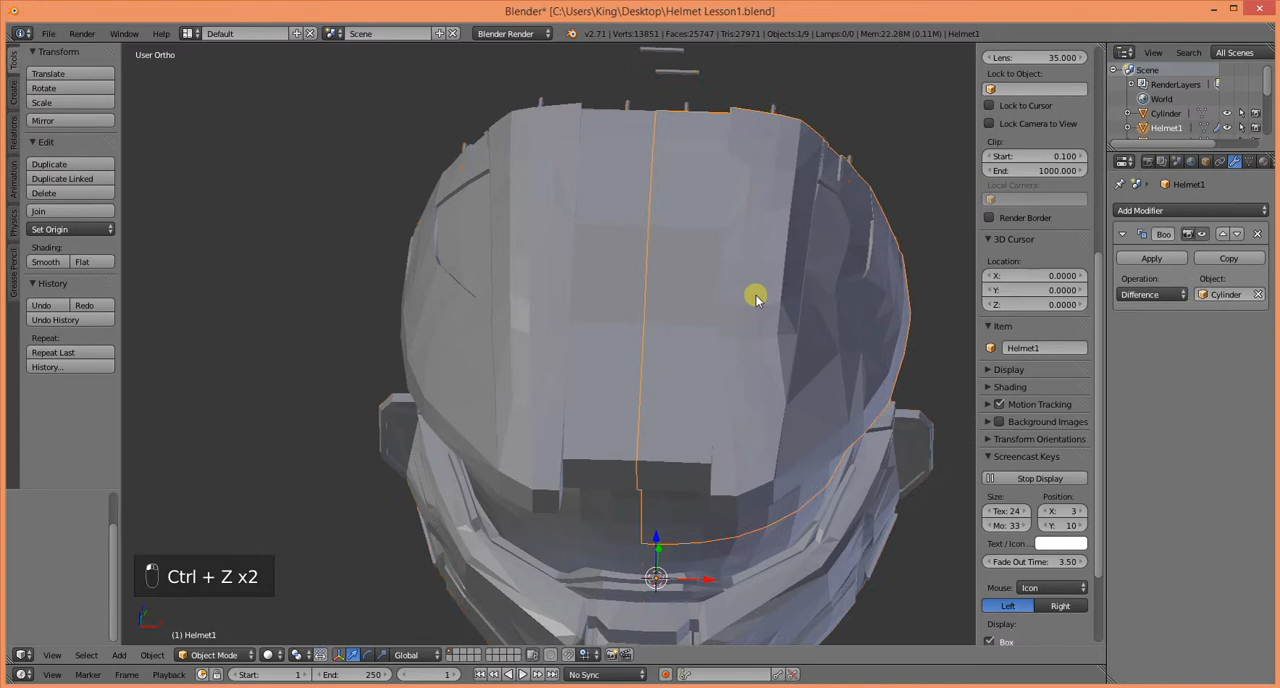 Blender* [C:\Users\King\Desktop\Helmet Lesson1.blend]
File Render Window Help Default Scene Blender Render v2.71 | Verts:13851 | Faces:25747 | Tris:27971 | Objects:1/9 | Lamps:0/0 | Mem:22.28M (0.11M) | Helmet1
Tools
Create
Relations
Animation
Physics
Grease Pencil
Transform
Translate
Rotate
Scale
Mirror
Edit
Duplicate
Duplicate Linked
Delete
Join
Set Origin
Shading:
Smooth Flat
History
Undo Redo
Undo History
Repeat:
Repeat Last
History...
User Ortho
Ctrl + Z x2
(1) Helmet1
Lens: 35.000
Lock to Object:
Lock to Cursor
Lock Camera to View
Clip:
Start: 0.100
End: 1000.000
Local Camera:
Render Border
3D Cursor
Location:
X: 0.0000
Y: 0.0000
Z: 0.0000
Item
Helmet1
Display
Shading
Motion Tracking
Background Images
Transform Orientations
Screencast Keys
Stop Display
Size: Position:
Tex: 24 X: 3
Mo: 33 Y: 10
Text / Icon ...
Fade Out Time: 3.50
Mouse: Icon
Left Right
Display:
Box
View Search All Scenes
Scene
RenderLayers
World
Cylinder
Helmet1
Helmet1
Add Modifier
Boo
Apply Copy
Operation: Object:
Difference Cylinder
View Select Add Object Object Mode Global
View Marker Frame Playback Start: 1 End: 250 1 No Sync